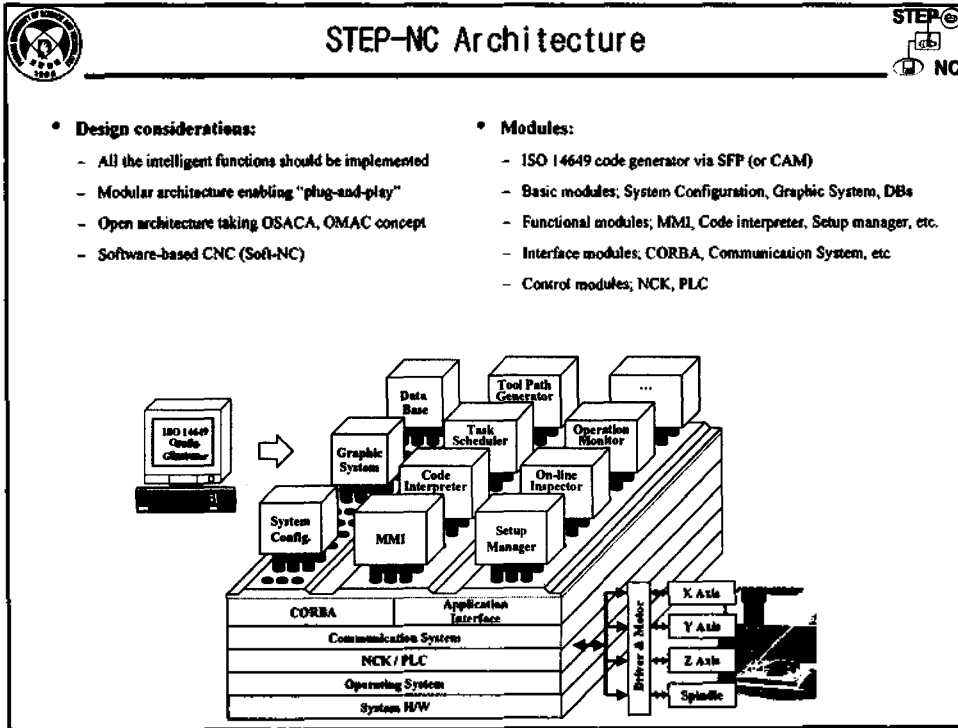 STEP-NC Architecture
STEP
NC
• Design considerations:
– All the intelligent functions should be implemented
– Modular architecture enabling "plug-and-play"
– Open architecture taking OSACA, OMAC concept
– Software-based CNC (Soft-NC)
• Modules:
– ISO 14649 code generator via SFP (or CAM)
– Basic modules; System Configuration, Graphic System, DBs
– Functional modules; MMI, Code interpreter, Setup manager, etc.
– Interface modules; CORBA, Communication System, etc
– Control modules; NCK, PLC
ISO 14649
Data
Base
Tool Path
Generator
...
Graphic
System
Task
Scheduler
Operation
Monitor
System
Config.
Code
Interpreter
On-line
Inspector
MMI
Setup
Manager
CORBA
Application
Interface
Communication System
NCK / PLC
Operating System
System H/W
Driver & Motor
X Axis
Y Axis
Z Axis
Spindle